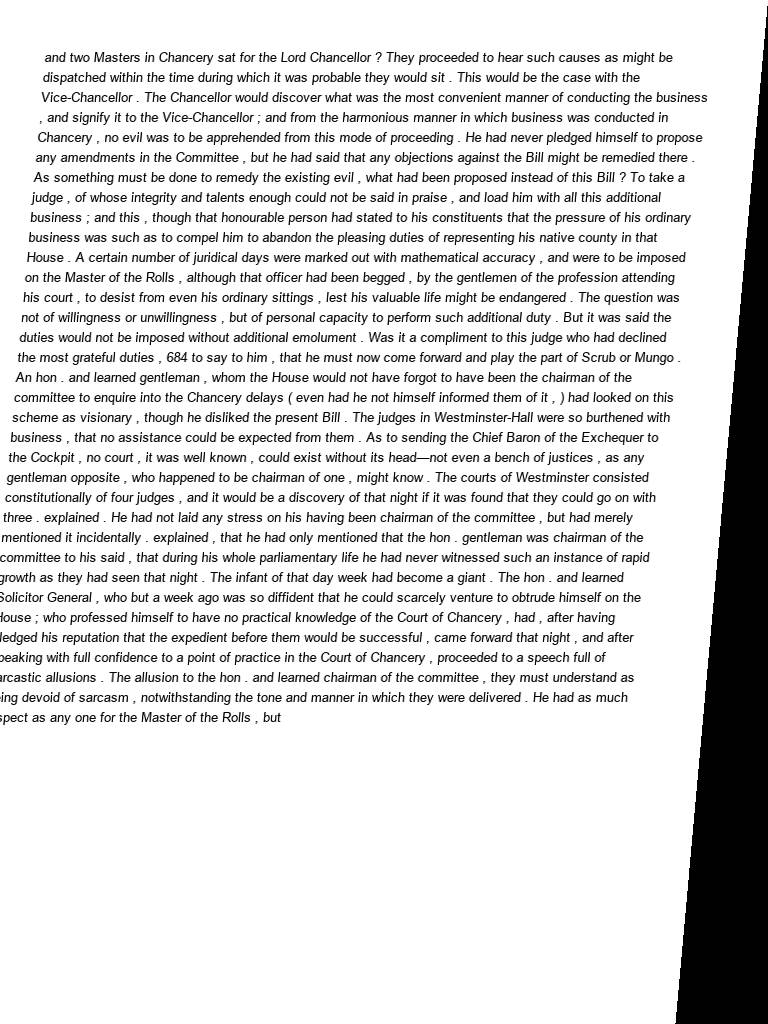 and two Masters in Chancery sat for the Lord Chancellor ? They proceeded to hear such causes as might be
dispatched within the time during which it was probable they would sit . This would be the case with the
Vice-Chancellor . The Chancellor would discover what was the most convenient manner of conducting the business
, and signify it to the Vice-Chancellor ; and from the harmonious manner in which business was conducted in
Chancery , no evil was to be apprehended from this mode of proceeding . He had never pledged himself to propose
any amendments in the Committee , but he had said that any objections against the Bill might be remedied there .
As something must be done to remedy the existing evil , what had been proposed instead of this Bill ? To take a
judge , of whose integrity and talents enough could not be said in praise , and load him with all this additional
business ; and this , though that honourable person had stated to his constituents that the pressure of his ordinary
business was such as to compel him to abandon the pleasing duties of representing his native county in that
House . A certain number of juridical days were marked out with mathematical accuracy , and were to be imposed
on the Master of the Rolls , although that officer had been begged , by the gentlemen of the profession attending
his court , to desist from even his ordinary sittings , lest his valuable life might be endangered . The question was
not of willingness or unwillingness , but of personal capacity to perform such additional duty . But it was said the
duties would not be imposed without additional emolument . Was it a compliment to this judge who had declined
the most grateful duties , 684 to say to him , that he must now come forward and play the part of Scrub or Mungo .
An hon . and learned gentleman , whom the House would not have forgot to have been the chairman of the
committee to enquire into the Chancery delays ( even had he not himself informed them of it , ) had looked on this
scheme as visionary , though he disliked the present Bill . The judges in Westminster-Hall were so burthened with
business , that no assistance could be expected from them . As to sending the Chief Baron of the Exchequer to
the Cockpit , no court , it was well known , could exist without its head—not even a bench of justices , as any
gentleman opposite , who happened to be chairman of one , might know . The courts of Westminster consisted
constitutionally of four judges , and it would be a discovery of that night if it was found that they could go on with
three . explained . He had not laid any stress on his having been chairman of the committee , but had merely
mentioned it incidentally . explained , that he had only mentioned that the hon . gentleman was chairman of the
committee to his said , that during his whole parliamentary life he had never witnessed such an instance of rapid
growth as they had seen that night . The infant of that day week had become a giant . The hon . and learned
Solicitor General , who but a week ago was so diffident that he could scarcely venture to obtrude himself on the
House ; who professed himself to have no practical knowledge of the Court of Chancery , had , after having
ledged his reputation that the expedient before them would be successful , came forward that night , and after
peaking with full confidence to a point of practice in the Court of Chancery , proceeded to a speech full of
arcastic allusions . The allusion to the hon . and learned chairman of the committee , they must understand as
ing devoid of sarcasm , notwithstanding the tone and manner in which they were delivered . He had as much
spect as any one for the Master of the Rolls , but